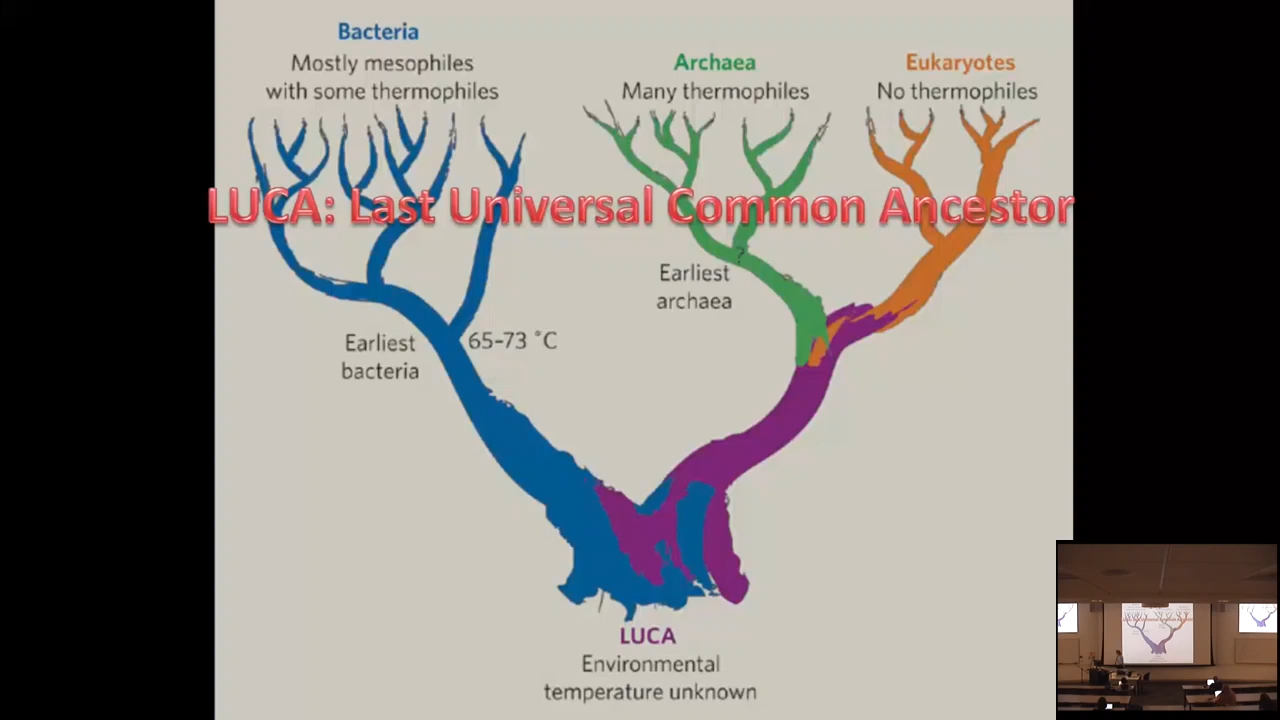 Bacteria
Mostly mesophiles
with some thermophiles
Archaea
Many thermophiles
Eukaryotes
No thermophiles
LUCA: Last Universal Common Ancestor
?
Earliest
archaea
Earliest
bacteria
65–73 °C
LUCA
Environmental
temperature unknown